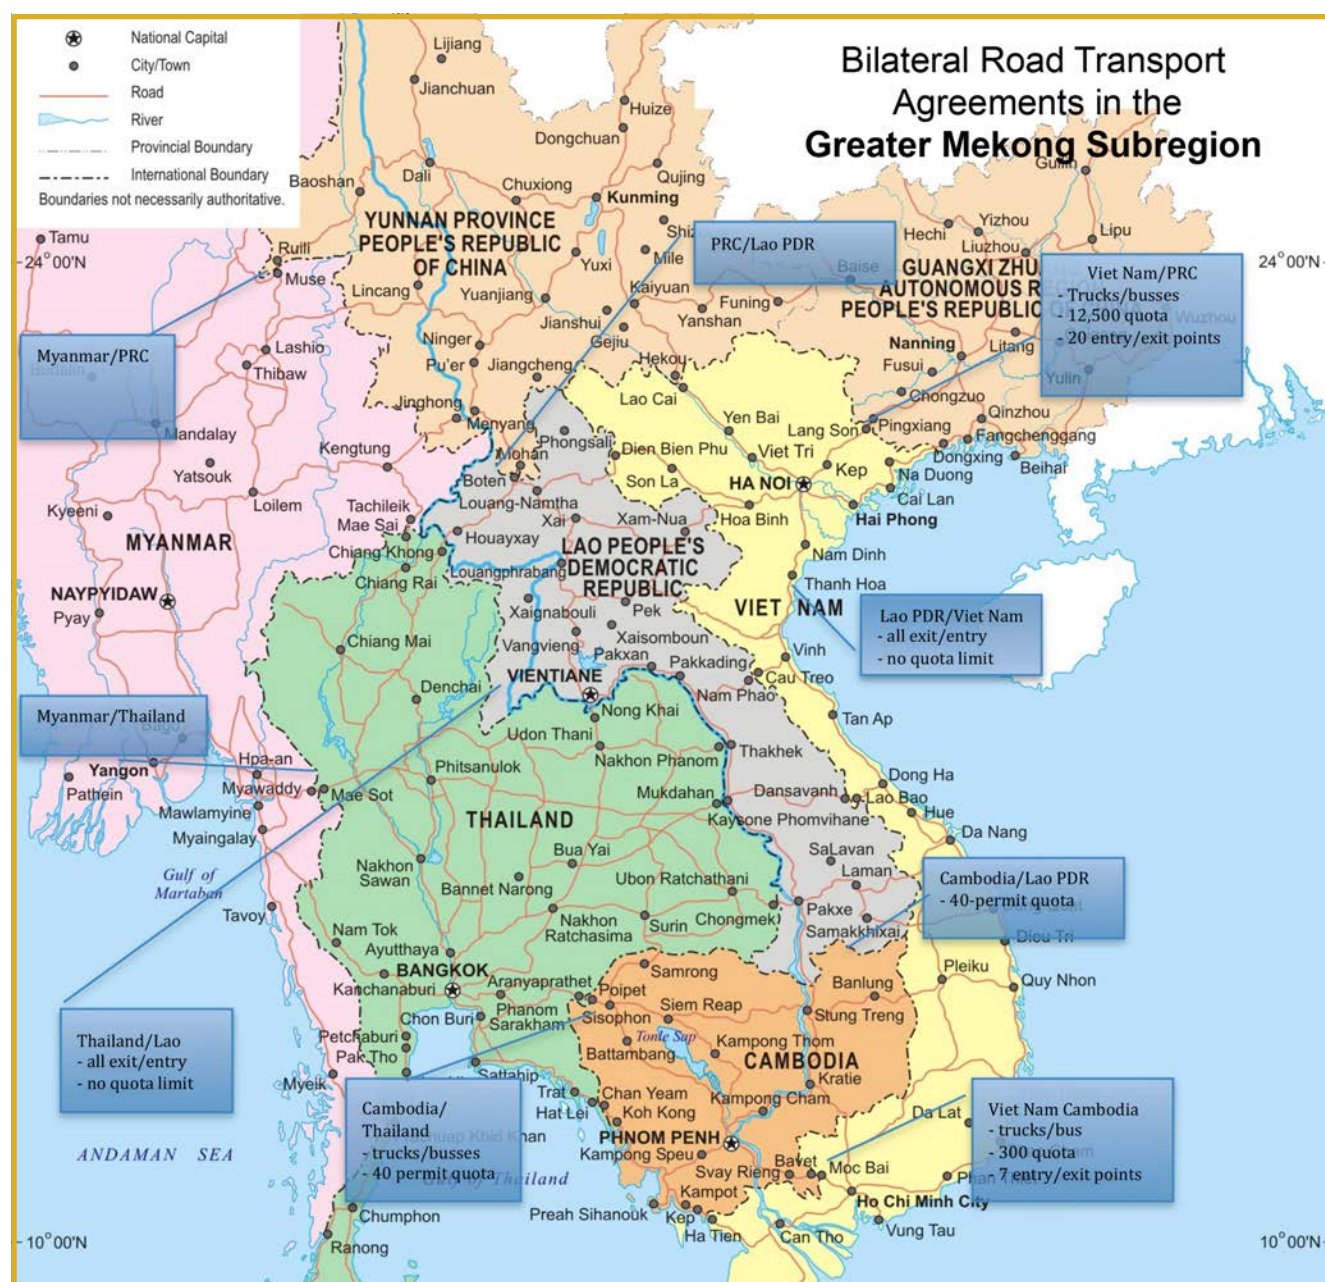 Bilateral Road Transport
Agreements in the
Greater Mekong Subregion
National Capital
City/Town
Road
River
Provincial Boundary
International Boundary
Boundaries not necessarily authoritative.
Lijiang
Jianchuan
Huize
Dongchuan
Baoshan
Dali
Chuxiong
Qujing
Kunming
Guilin
YUNNAN PROVINCE
PEOPLE'S REPUBLIC
OF CHINA
Tamu
24°00'N
Ruili
Muse
Lincang
Yuanjiang
Yuxi
Mile
Kaiyuan
Jianshui
Gejiu
Funing
Yanshan
PRC/Lao PDR
Baise
Hechi
Yizhou
Liuzhou
Lipu
24°00'N
GUANGXI ZHU
AUTONOMOUS R
PEOPLE'S REPUBLIC
Viet Nam/PRC
- Trucks/busses
- 12,500 quota
- 20 entry/exit points
Wuzhou
Myanmar/PRC
Lashio
Thibaw
Ninger
Pu'er
Jiangcheng
Hekou
Nanning
Fusui
Litang
Yulin
Chongzuo
Jinghong
Menyang
Lao Cai
Yen Bai
Lang Son
Pingxiang
Qinzhou
Fangchenggang
Dongxing
Beihai
Mandalay
Yatsouk
Kengtung
Phongsali
Mohan
Boten
Dien Bien Phu
Son La
Viet Tri
Kep
Na Duong
HA NOI
Cai Lan
Kyeeni
Loilem
Tachileik
Mae Sai
Louang-Namtha
Xai
Xam-Nua
Hoa Binh
Hai Phong
MYANMAR
Chiang Khong
Houayxay
Chiang Rai
LAO PEOPLE'S
DEMOCRATIC
REPUBLIC
Louangphrabang
Nam Dinh
Thanh Hoa
NAYPYIDAW
Pyay
Xaignabouli
Pek
VIET NAM
Lao PDR/Viet Nam
- all exit/entry
- no quota limit
Chiang Mai
Vangvieng
Xaisomboun
Pakxan
Pakkading
Vinh
Cau Treo
Denchai
VIENTIANE
Nam Phao
Myanmar/Thailand
Bago
Nong Khai
Udon Thani
Tan Ap
Yangon
Hpa-an
Pathein
Myawaddy
Mae Sot
Phitsanulok
Nakhon Phanom
Thakhek
Dong Ha
Mawlamyine
Myaingalay
Mukdahan
Dansavanh
Lao Bao
Hue
Kaysone Phomvihane
THAILAND
Da Nang
Gulf of
Martaban
Nakhon
Sawan
Bua Yai
Bannet Narong
Ubon Ratchathani
SaLavan
Laman
Cambodia/Lao PDR
- 40-permit quota
Tavoy
Nam Tok
Ayutthaya
Nakhon
Ratchasima
Surin
Chongmek
Pakxe
Samakkhixai
Dieu Tri
BANGKOK
Kanchanaburi
Aranyaprathet
Samrong
Banlung
Pleiku
Quy Nhon
Chon Buri
Phanom
Sarakham
Poipet
Sisophon
Siem Reap
Stung Treng
Thailand/Lao
- all exit/entry
- no quota limit
Petchaburi
Pak Tho
Battambang
Tonle Sap
Kampong Thom
CAMBODIA
Myeik
Sattahip
Trat
Hat Lei
Chan Yeam
Koh Kong
Kratie
Kampong Cham
Cambodia/
Thailand
- trucks/busses
- 40 permit quota
Da Lat
Viet Nam Cambodia
- trucks/bus
- 300 quota
- 7 entry/exit points
ANDAMAN SEA
PHNOM PENH
Kampong Speu
Svay Rieng
Bavet
Moc Bai
Gulf of Thailand
Kampot
Ho Chi Minh City
Chumphon
Preah Sihanouk
Kep
Ha Tien
Can Tho
Vung Tau
Ranong
10°00'N
10°00'N